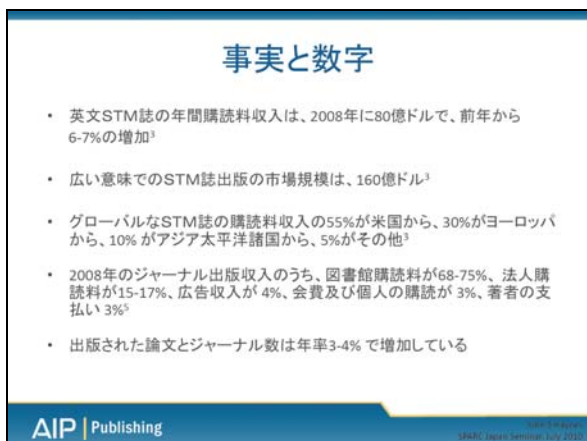 事実と数字
• 英文STM誌の年間購読料収入は、2008年に80億ドルで、前年から
6-7%の増加3
• 広い意味でのSTM誌出版の市場規模は、160億ドル3
• グローバルなSTM誌の購読料収入の55%が米国から、30%がヨーロッパ
から、10% がアジア太平洋諸国から、5%がその他3
• 2008年のジャーナル出版収入のうち、図書館購読料が68-75%、法人購
読料が15-17%、広告収入が 4%、会費及び個人の購読が 3%、著者の支
払い 3%5
• 出版された論文とジャーナル数は年率3-4% で増加している
AIP | Publishing
SPARC Japan Seminar, July 2010